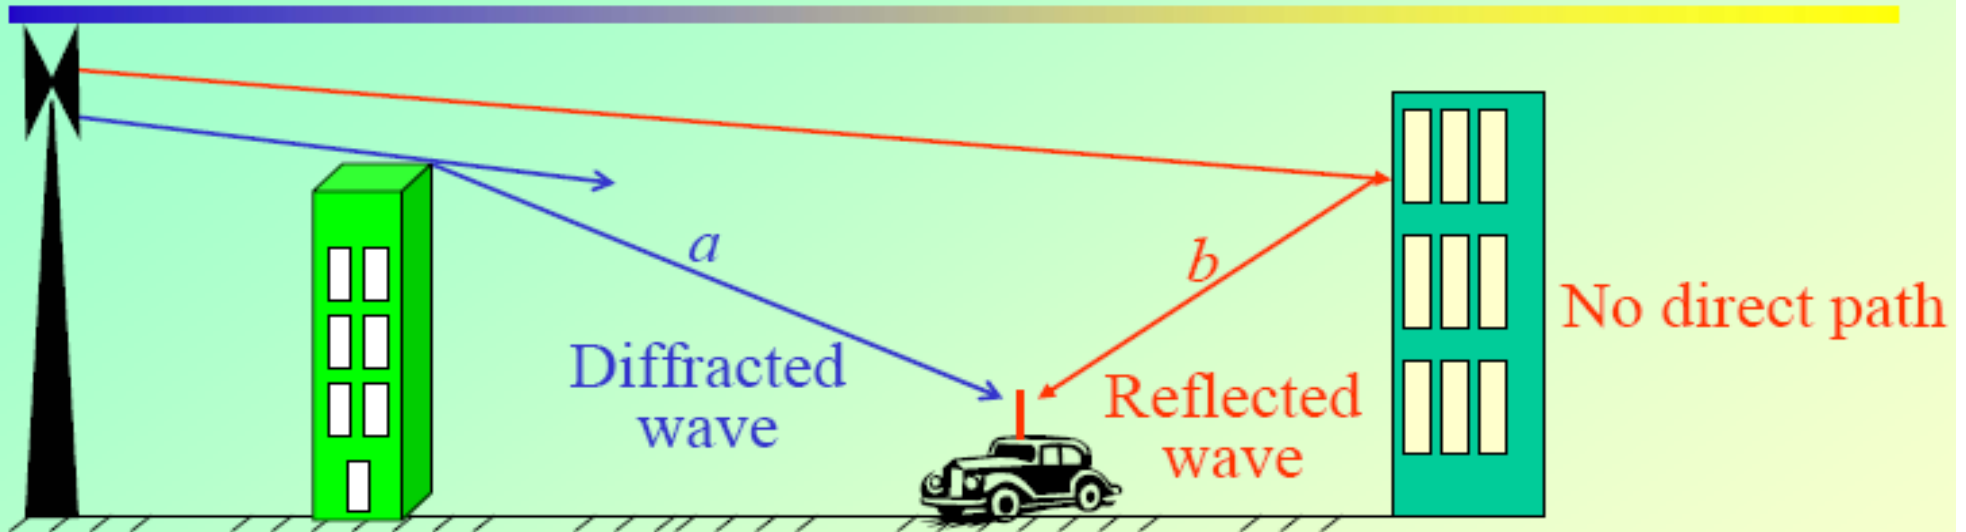 a
b
No direct path
Diffracted
wave
Reflected
wave